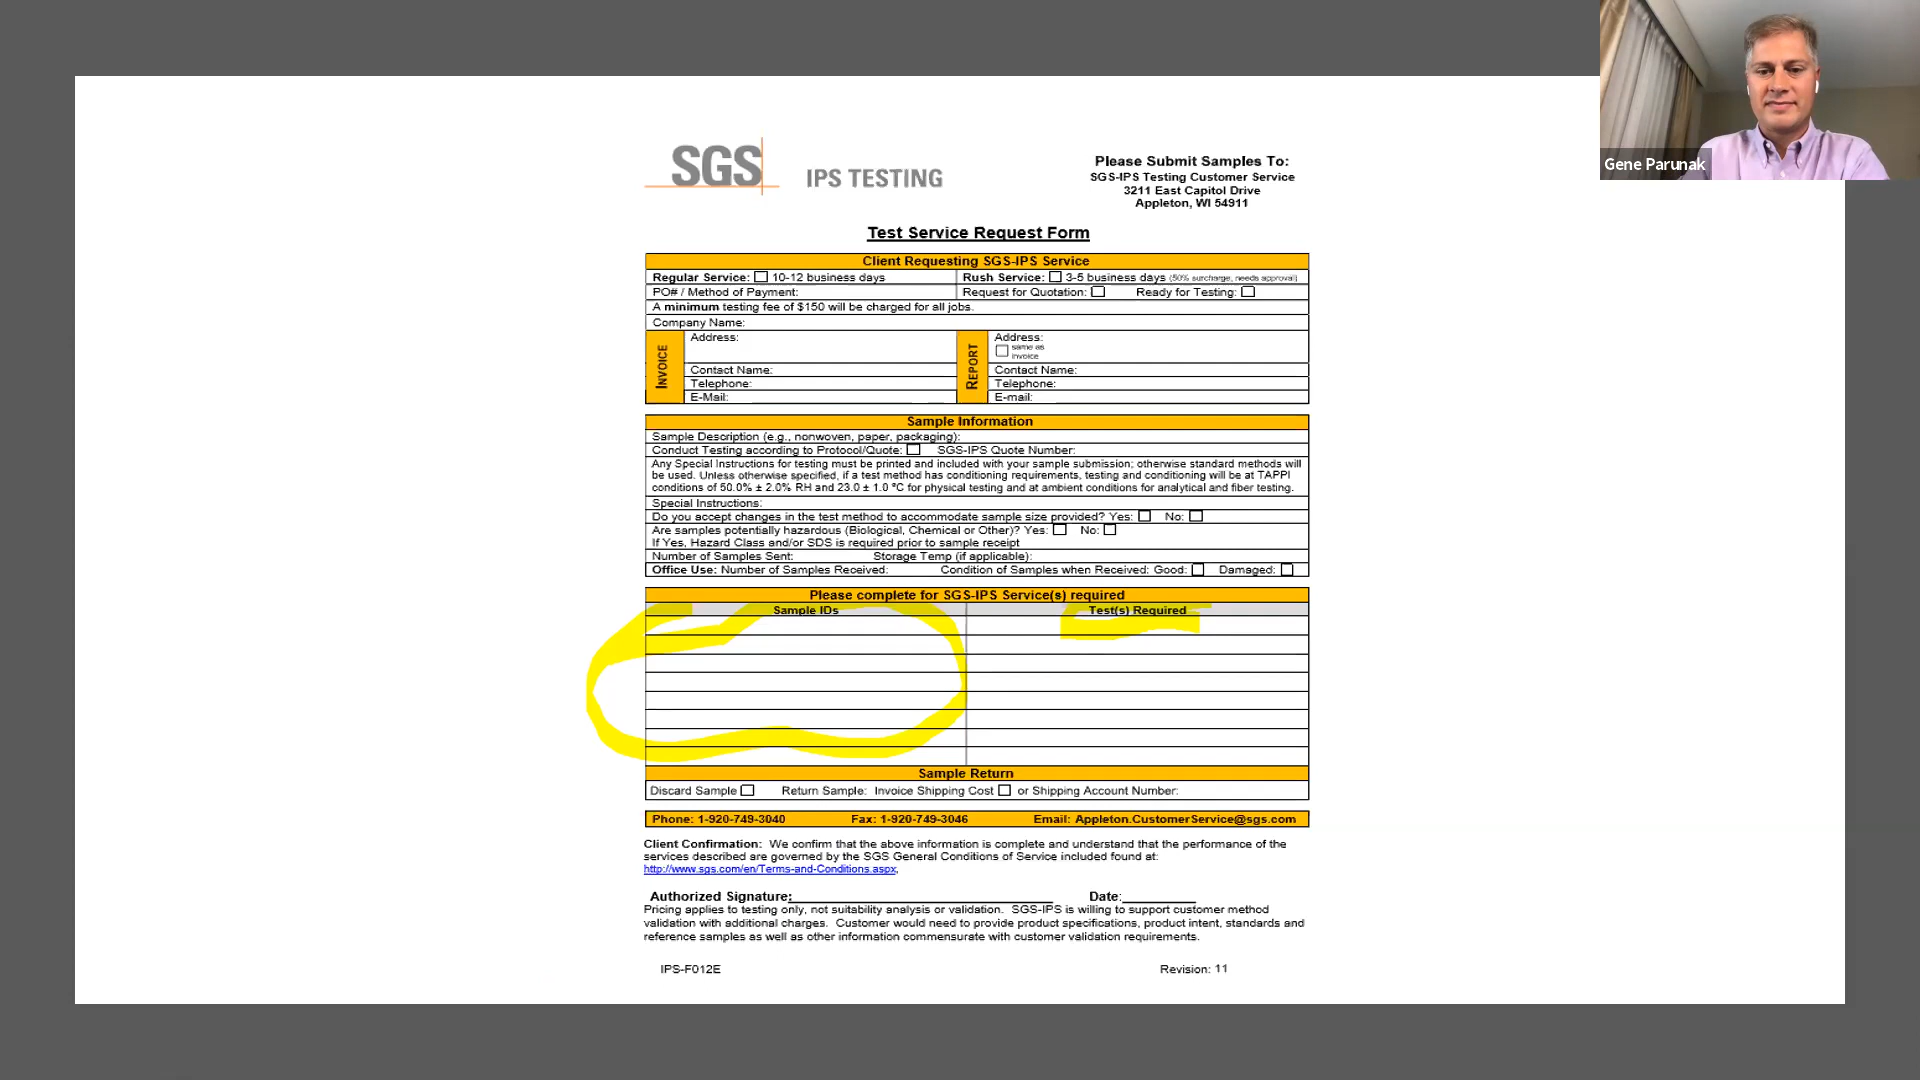 Gene Parunak
SGS
IPS TESTING
Please Submit Samples To:
SGS-IPS Testing Customer Service
3211 East Capitol Drive
Appleton, WI 54911
Test Service Request Form
Client Requesting SGS-IPS Service
Regular Service: 10-12 business days
Rush Service: 3-5 business days (50% surcharge, needs approval)
PO# / Method of Payment:
Request for Quotation: Ready for Testing:
A minimum testing fee of $150 will be charged for all jobs.
Company Name:
INVOICE
Address:
Contact Name:
Telephone:
E-Mail:
REPORT
Address:
same as
invoice
Contact Name:
Telephone:
E-mail:
Sample Information
Sample Description (e.g., nonwoven, paper, packaging):
Conduct Testing according to Protocol/Quote: SGS-IPS Quote Number:
Any Special Instructions for testing must be printed and included with your sample submission; otherwise standard methods will
be used. Unless otherwise specified, if a test method has conditioning requirements, testing and conditioning will be at TAPPI
conditions of 50.0% ± 2.0% RH and 23.0 ± 1.0 °C for physical testing and at ambient conditions for analytical and fiber testing.
Special Instructions:
Do you accept changes in the test method to accommodate sample size provided? Yes: No:
Are samples potentially hazardous (Biological, Chemical or Other)? Yes: No:
If Yes, Hazard Class and/or SDS is required prior to sample receipt
Number of Samples Sent: Storage Temp (if applicable):
Office Use: Number of Samples Received: Condition of Samples when Received: Good: Damaged:
Please complete for SGS-IPS Service(s) required
Sample IDs Test(s) Required
Sample Return
Discard Sample Return Sample: Invoice Shipping Cost or Shipping Account Number:
Phone: 1-920-749-3040 Fax: 1-920-749-3046 Email: Appleton.CustomerService@sgs.com
Client Confirmation: We confirm that the above information is complete and understand that the performance of the
services described are governed by the SGS General Conditions of Service included found at:
http://www.sgs.com/en/Terms-and-Conditions.aspx,
Authorized Signature: Date:
Pricing applies to testing only, not suitability analysis or validation. SGS-IPS is willing to support customer method
validation with additional charges. Customer would need to provide product specifications, product intent, standards and
reference samples as well as other information commensurate with customer validation requirements.
IPS-F012E Revision: 11